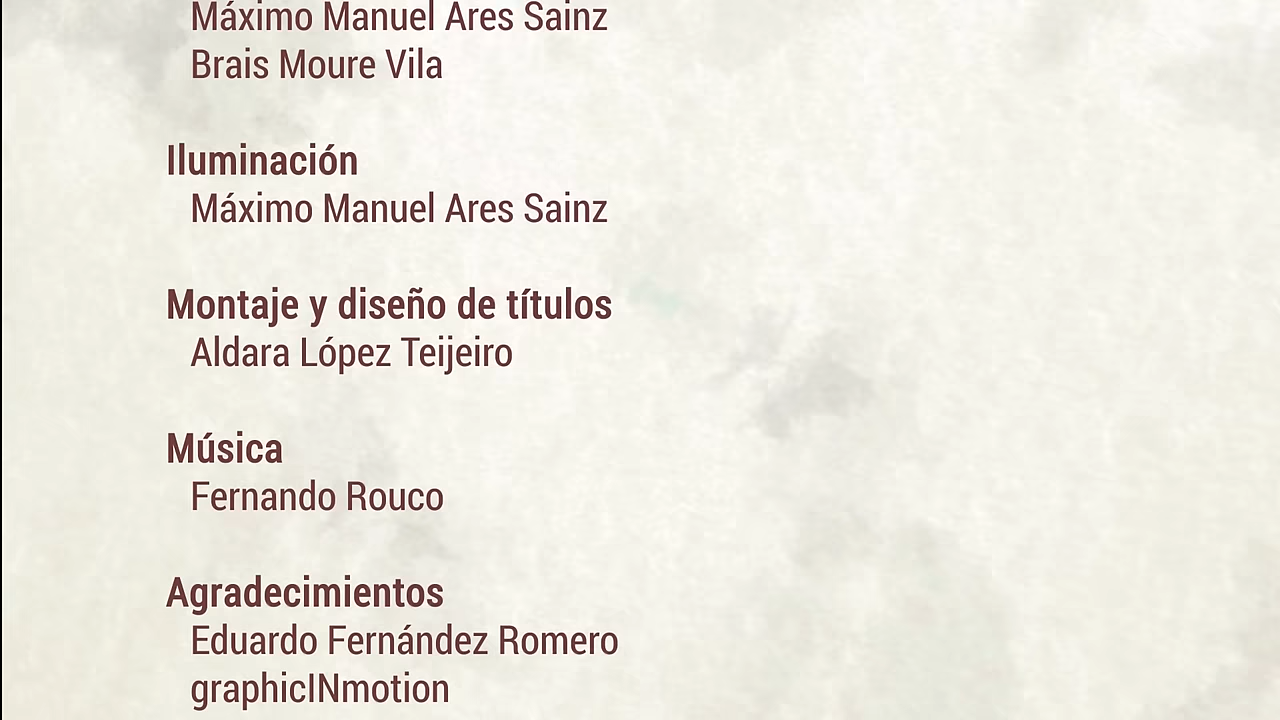 Máximo Manuel Ares Sainz
Brais Moure Vila
Iluminación
Máximo Manuel Ares Sainz
Montaje y diseño de títulos
Aldara López Teijeiro
Música
Fernando Rouco
Agradecimientos
Eduardo Fernández Romero
graphicINmotion